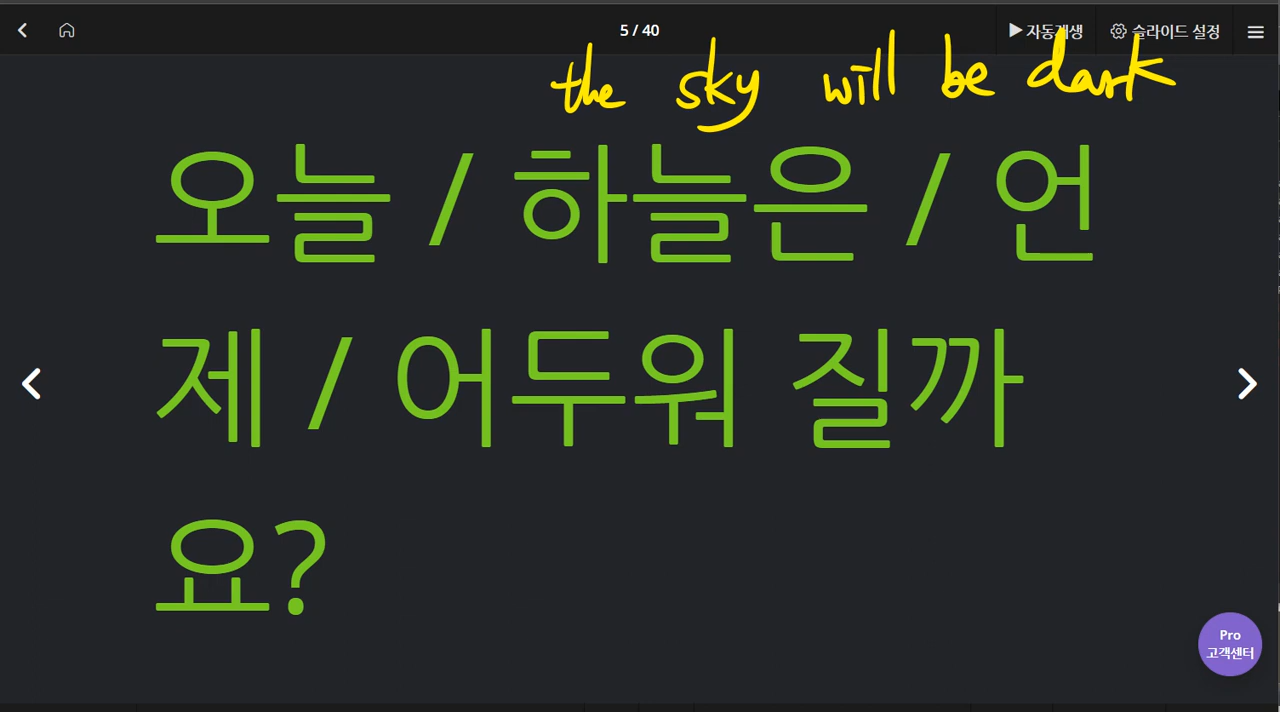 5 / 40
자동재생
슬라이드 설정
the sky will be dark
오늘 / 하늘은 / 언
제 / 어두워 질까
요?
Pro
고객센터